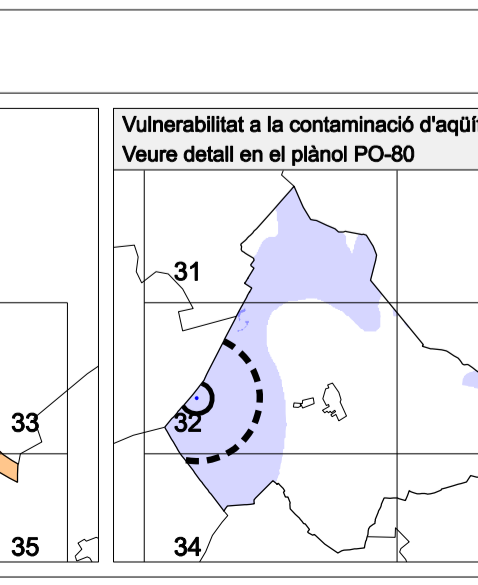 Vulnerabilitat a la contaminació d'aqüí
Veure detall en el plànol PO-80
31
33
32
35
34